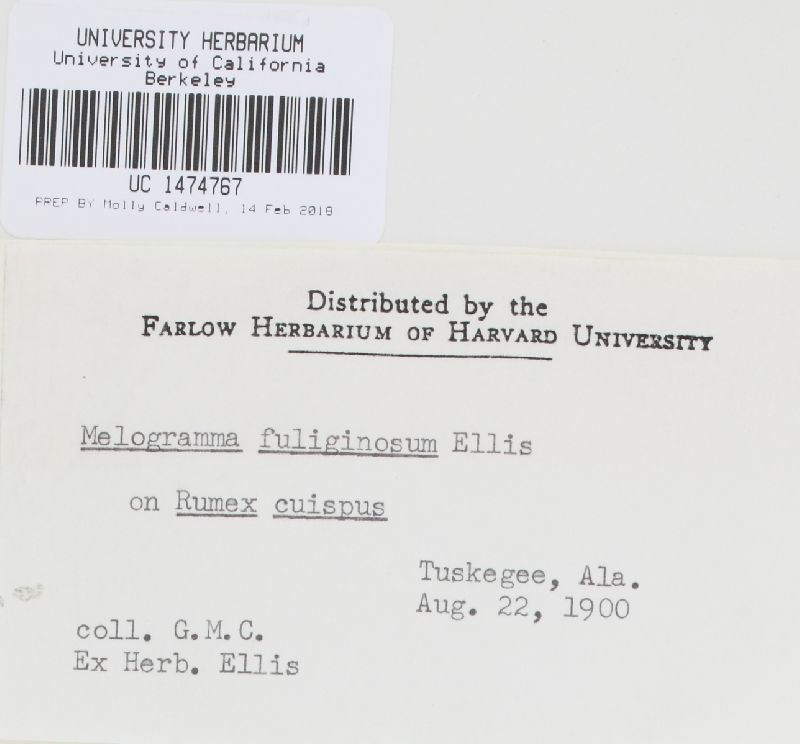 UNIVERSITY HERBARIUM
University of California
Berkeley
UC 1474767
PREP BY Molly Caldwell, 14 Feb 2018
Distributed by the
FARLOW HERBARIUM OF HARVARD UNIVERSITY
Melogramma fuliginosum Ellis
on Rumex cuispus
Tuskegee, Ala.
Aug. 22, 1900
coll. G.M.C.
Ex Herb. Ellis